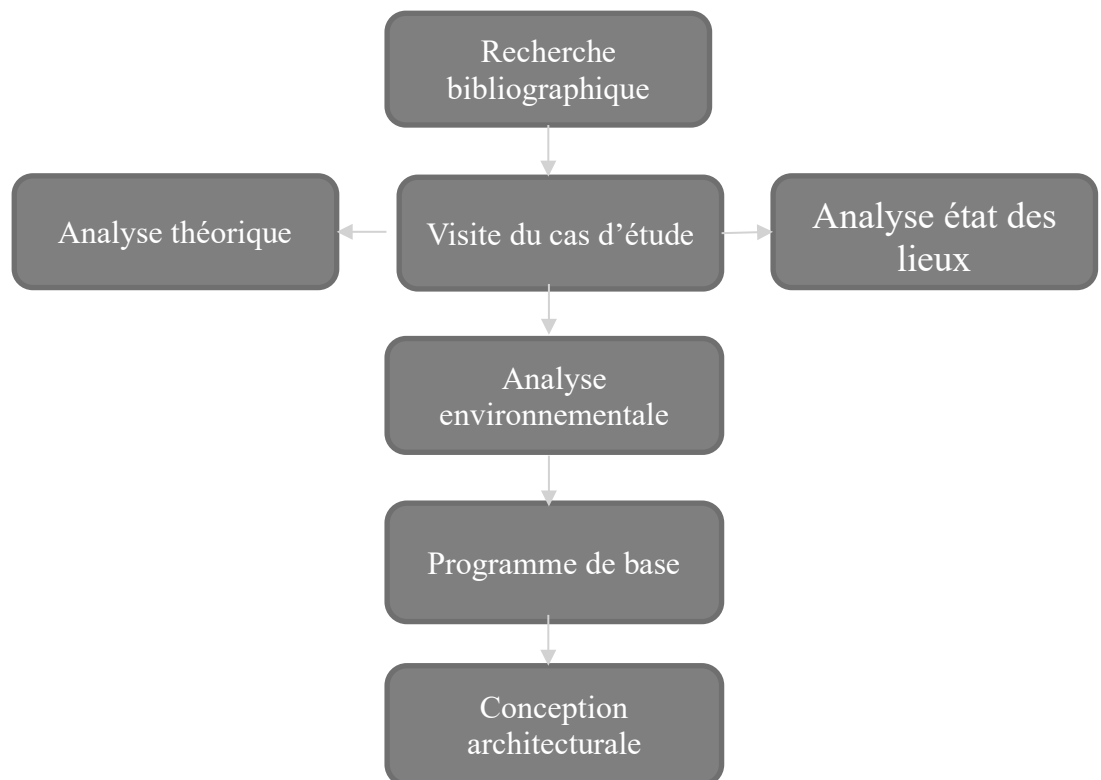 Recherche
bibliographique
Analyse théorique
Visite du cas d’étude
Analyse état des
lieux
Analyse
environnementale
Programme de base
Conception
architecturale